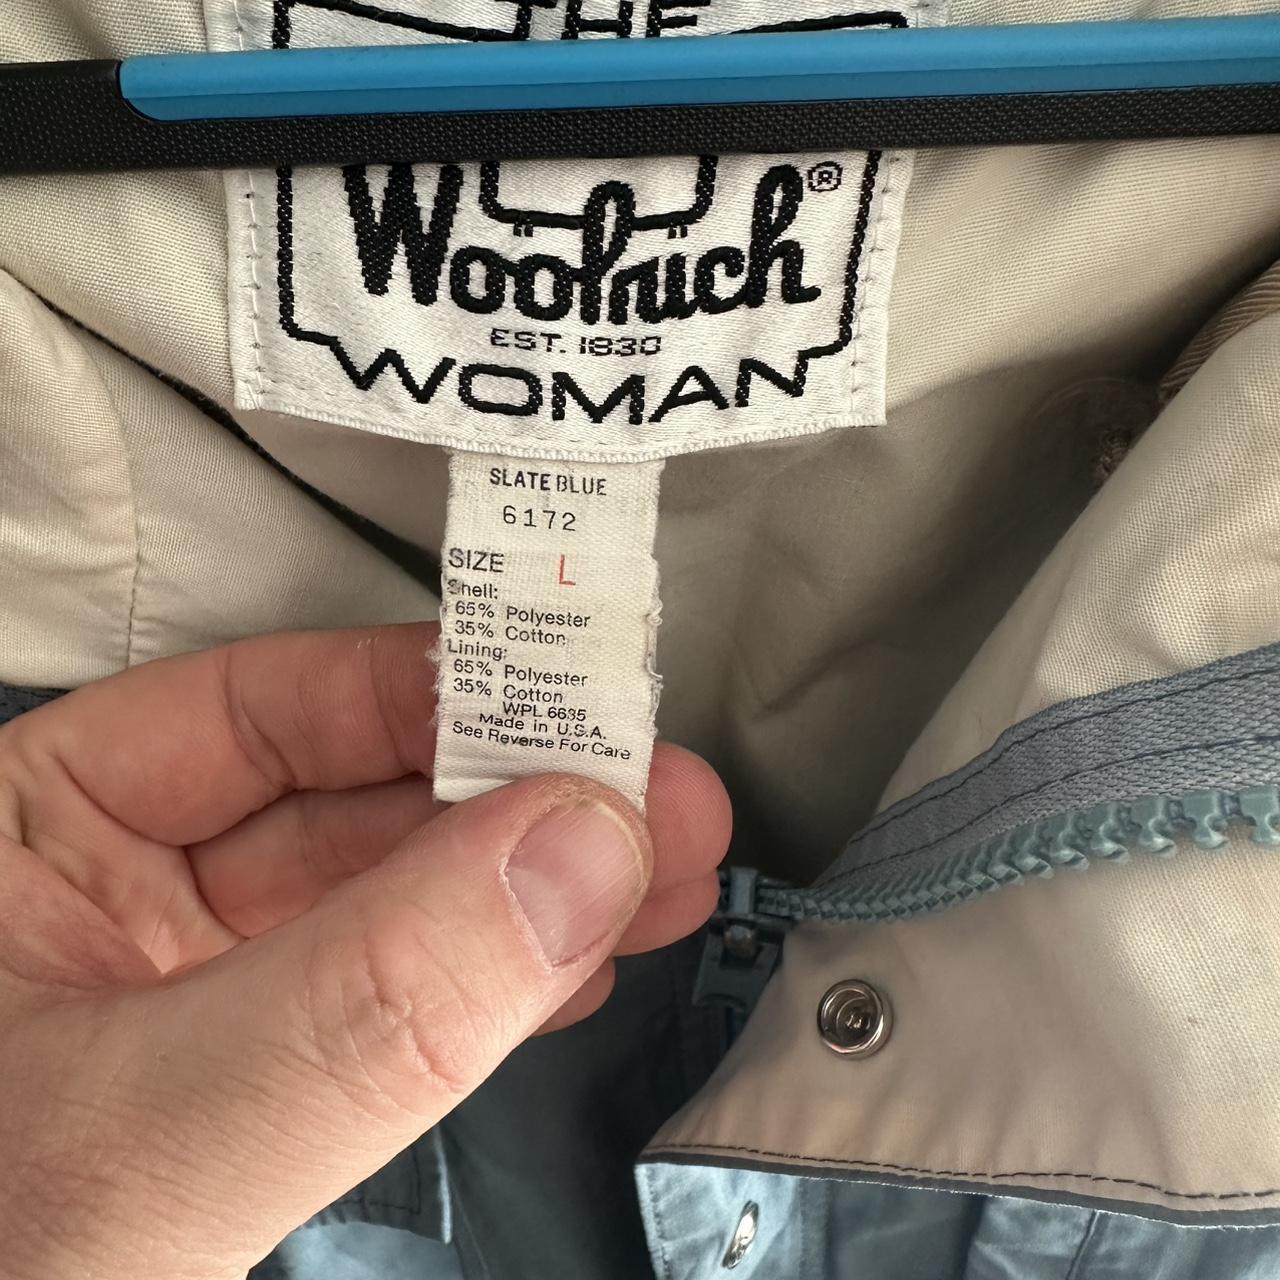 THE
Woolrich®
EST. 1830
WOMAN
SLATE BLUE
6172
SIZE L
Shell:
65% Polyester
35% Cotton
Lining:
65% Polyester
35% Cotton
WPL 6635
Made in U.S.A.
See Reverse For Care